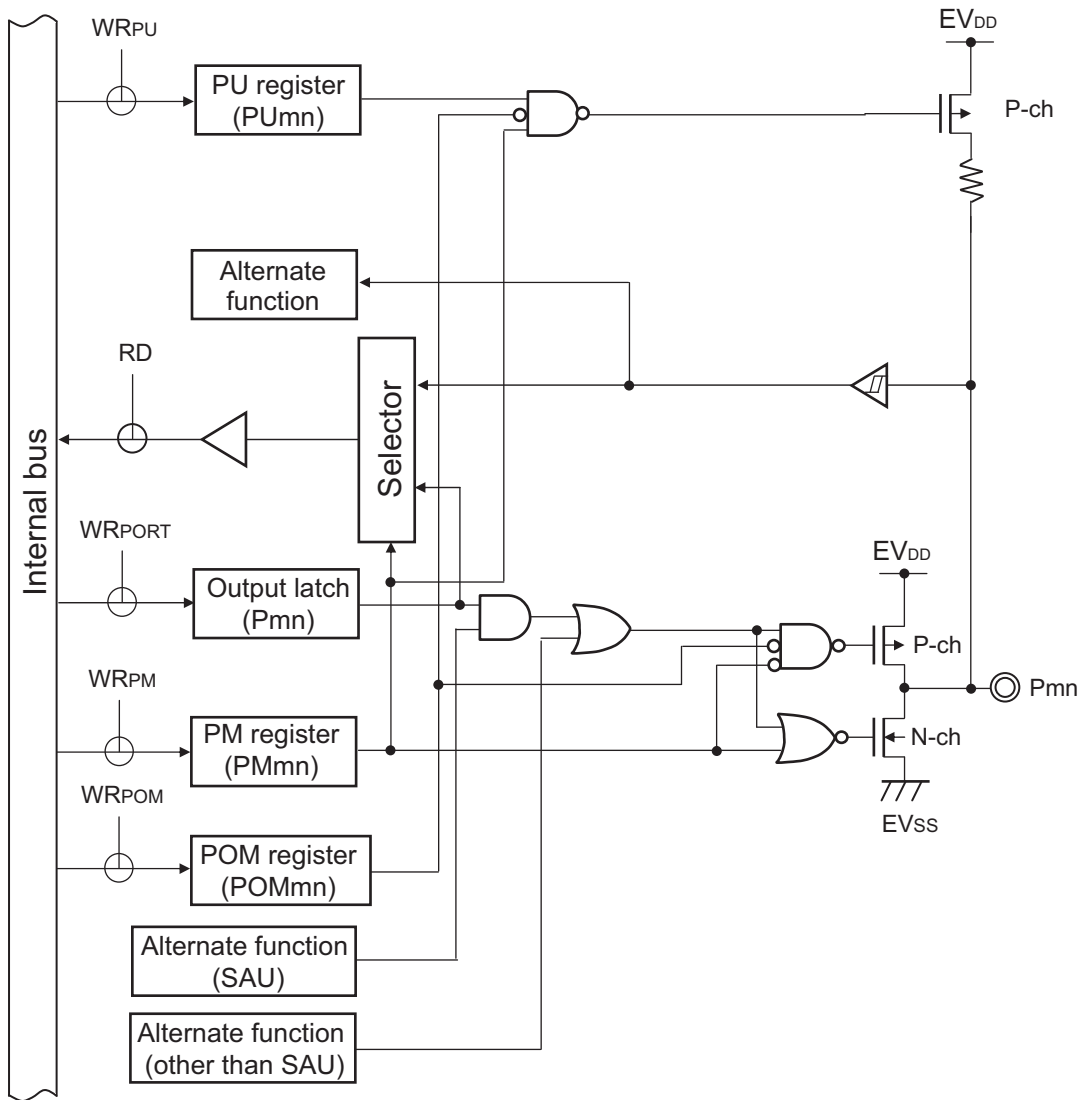 WRPU
EVDD
PU register
(PUmn)
P-ch
Alternate
function
RD
Selector
Internal bus
WRPORT
EVDD
Output latch
(Pmn)
P-ch
WRPM
Pmn
PM register
(PMmn)
N-ch
WRPOM
EVSS
POM register
(POMmn)
Alternate function
(SAU)
Alternate function
(other than SAU)